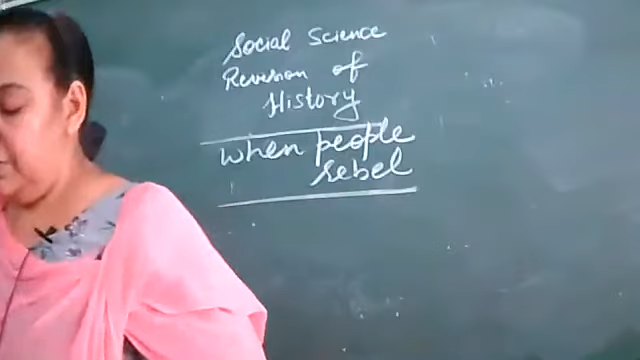 Social Science
Revision of
History
when people
rebel